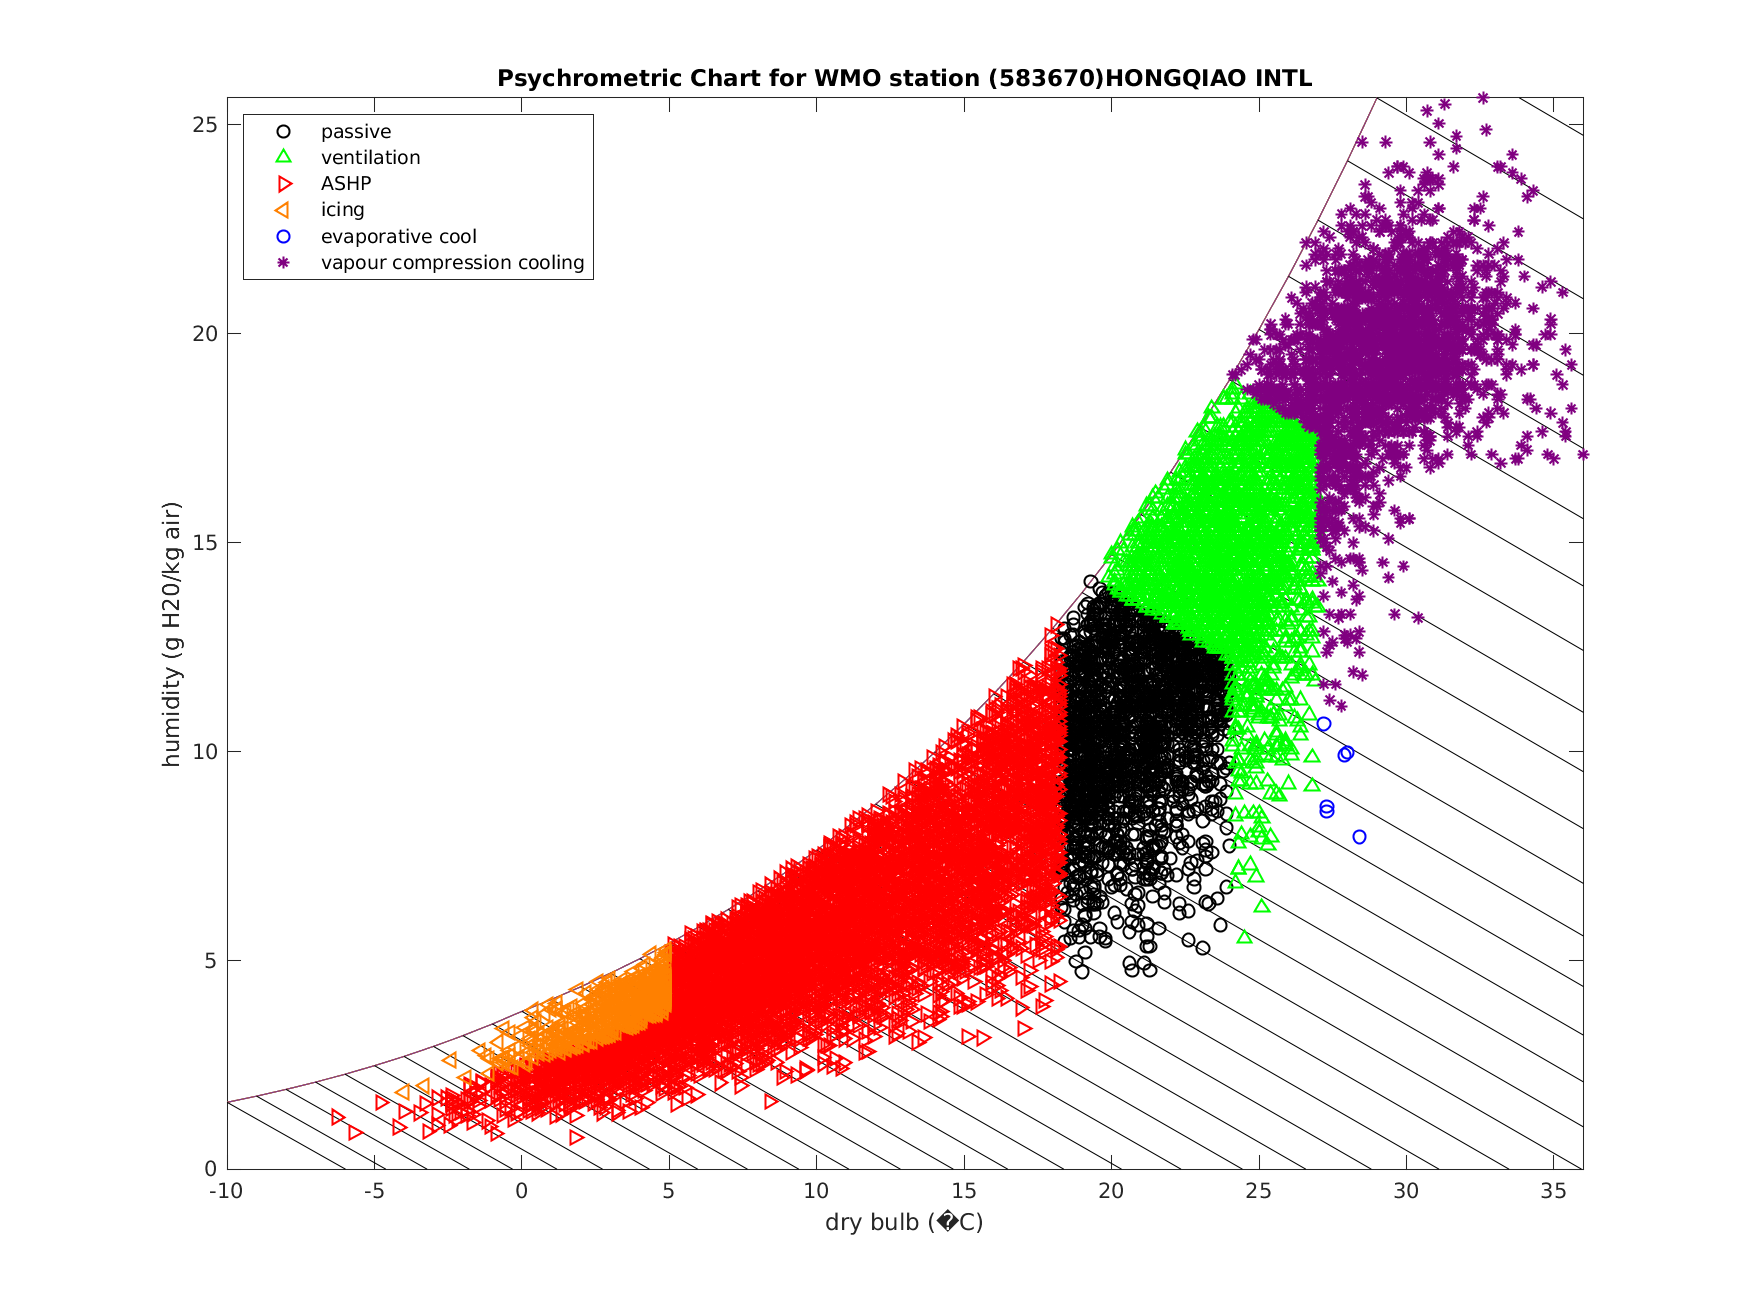 Psychrometric Chart for WMO station (583670)HONGQIAO INTL
passive
ventilation
ASHP
icing
evaporative cool
vapour compression cooling
humidity (g H20/kg air)
25
20
15
10
5
0
-10 -5 0 5 10 15 20 25 30 35
dry bulb (�C)